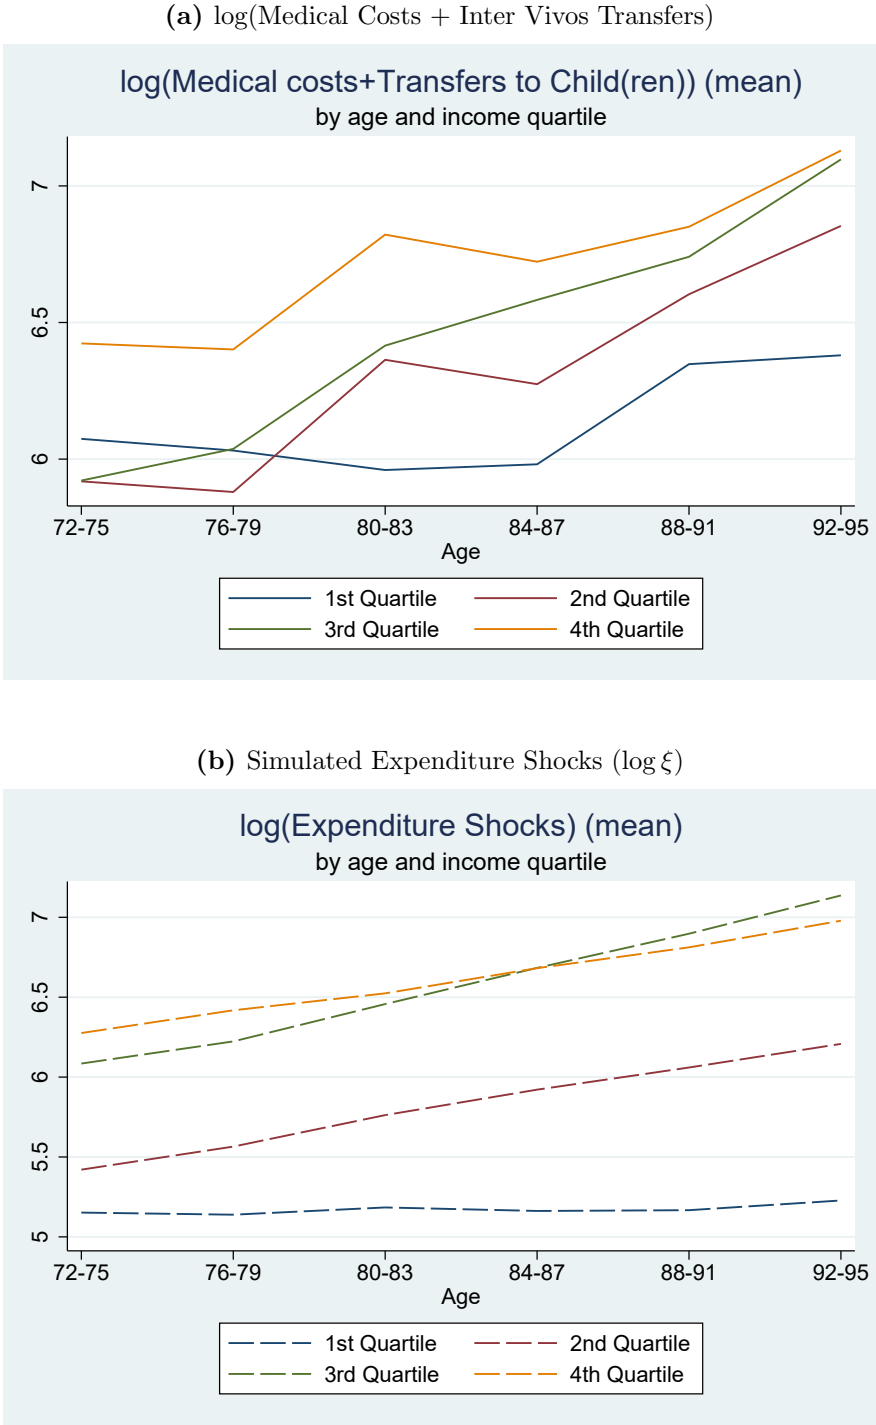 (a) log(Medical Costs + Inter Vivos Transfers)
log(Medical costs+Transfers to Child(ren)) (mean)
by age and income quartile
7
6.5
6
72-75 76-79 80-83 84-87 88-91 92-95
Age
1st Quartile 2nd Quartile
3rd Quartile 4th Quartile
(b) Simulated Expenditure Shocks (log ξ)
log(Expenditure Shocks) (mean)
by age and income quartile
7
6.5
6
5.5
5
72-75 76-79 80-83 84-87 88-91 92-95
Age
1st Quartile 2nd Quartile
3rd Quartile 4th Quartile